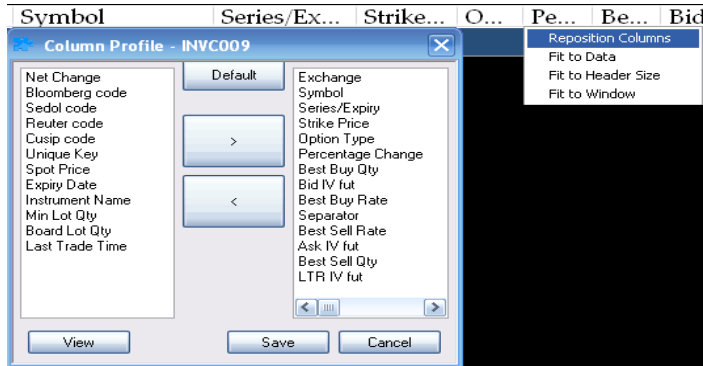 Symbol Series/Ex... Strike... O... Pe... Be... Bid
Column Profile - INVC009
Reposition Columns
Fit to Data
Fit to Header Size
Fit to Window
Net Change
Bloomberg code
Sedol code
Reuter code
Cusip code
Unique Key
Spot Price
Expiry Date
Instrument Name
Min Lot Qty
Board Lot Qty
Last Trade Time
Default
>
<
Exchange
Symbol
Series/Expiry
Strike Price
Option Type
Percentage Change
Best Buy Qty
Bid IV fut
Best Buy Rate
Separator
Best Sell Rate
Ask IV fut
Best Sell Qty
LTR IV fut
View Save Cancel